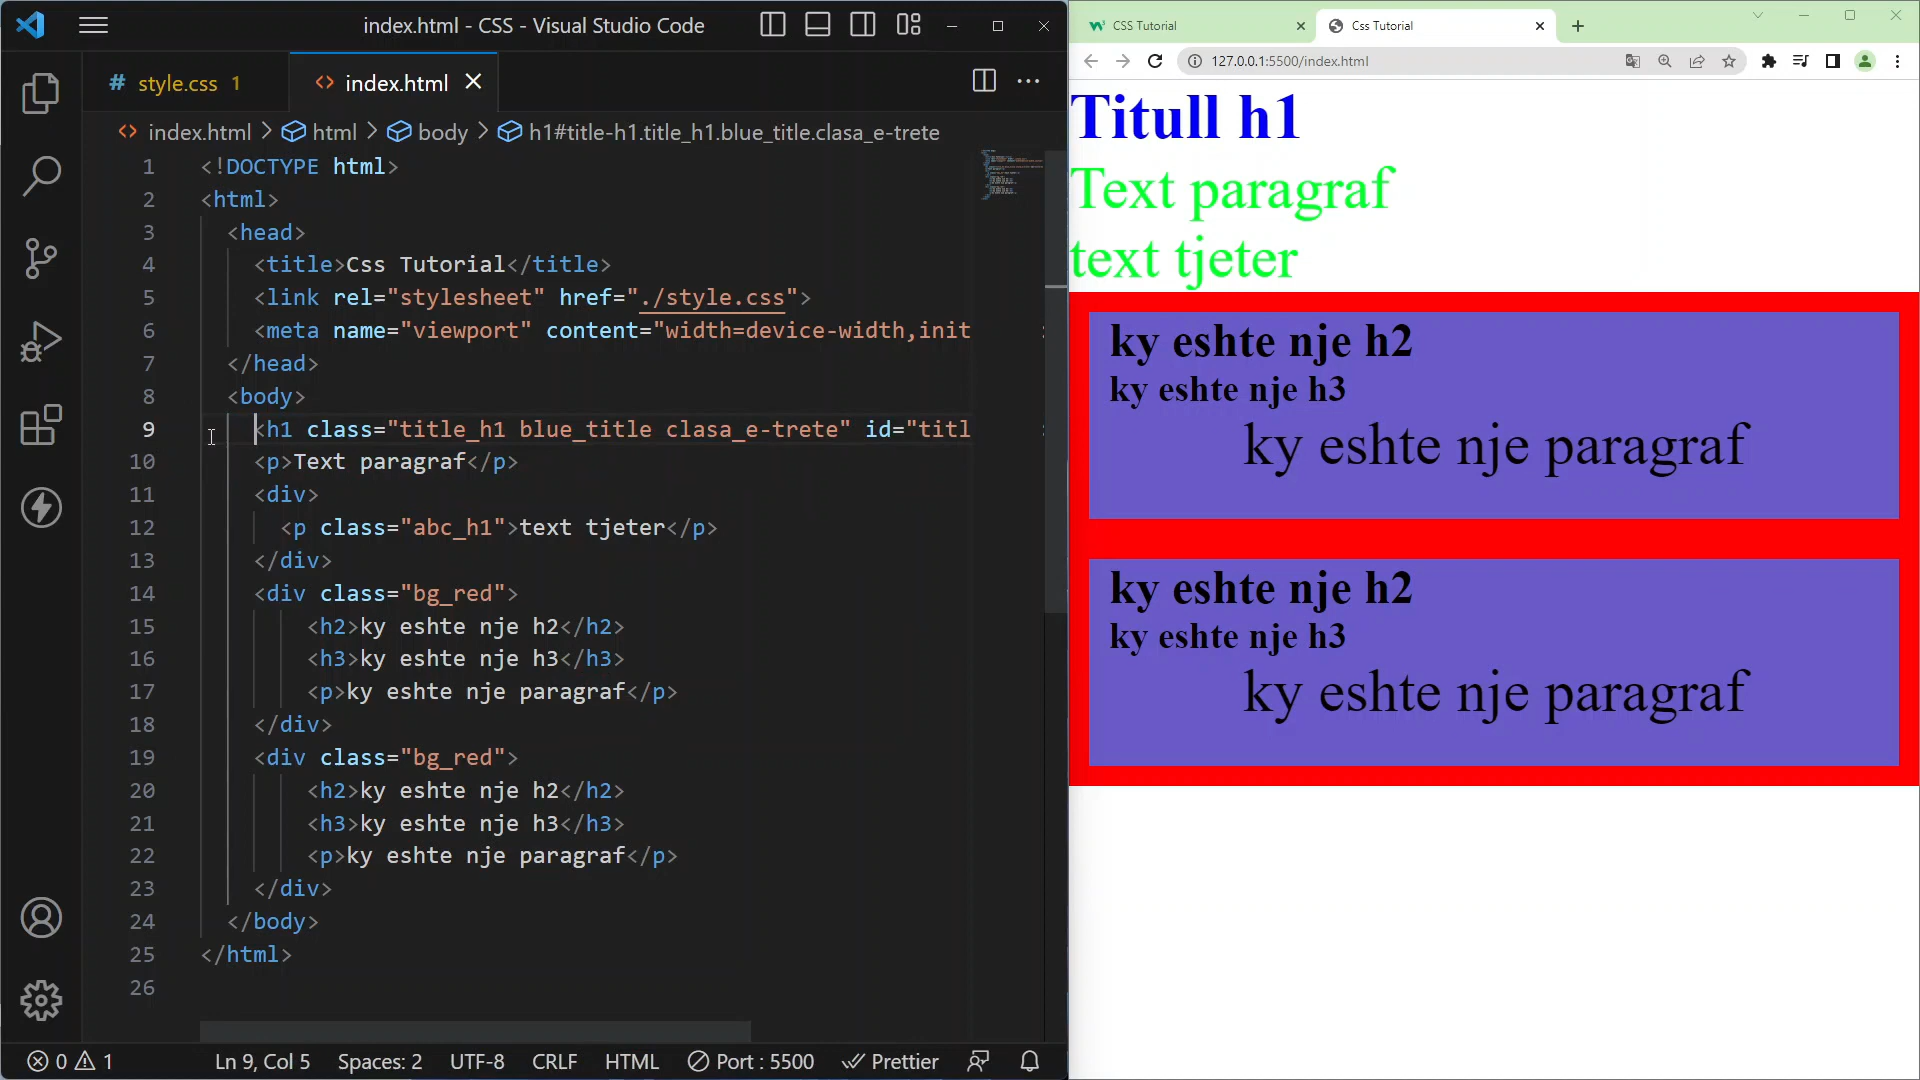 index.html - CSS - Visual Studio Code
# style.css 1
<> index.html
<> index.html > html > body > h1#title-h1.title_h1.blue_title.clasa_e-trete
1 <!DOCTYPE html>
2 <html>
3 <head>
4 <title>Css Tutorial</title>
5 <link rel="stylesheet" href="./style.css">
6 <meta name="viewport" content="width=device-width,init
7 </head>
8 <body>
9 <h1 class="title_h1 blue_title clasa_e-trete" id="titl
10 <p>Text paragraf</p>
11 <div>
12 <p class="abc_h1">text tjeter</p>
13 </div>
14 <div class="bg_red">
15 <h2>ky eshte nje h2</h2>
16 <h3>ky eshte nje h3</h3>
17 <p>ky eshte nje paragraf</p>
18 </div>
19 <div class="bg_red">
20 <h2>ky eshte nje h2</h2>
21 <h3>ky eshte nje h3</h3>
22 <p>ky eshte nje paragraf</p>
23 </div>
24 </body>
25 </html>
26
0 1 Ln 9, Col 5 Spaces: 2 UTF-8 CRLF HTML Port : 5500 Prettier
CSS Tutorial
Css Tutorial
127.0.0.1:5500/index.html
Titull h1
Text paragraf
text tjeter
ky eshte nje h2
ky eshte nje h3
ky eshte nje paragraf
ky eshte nje h2
ky eshte nje h3
ky eshte nje paragraf